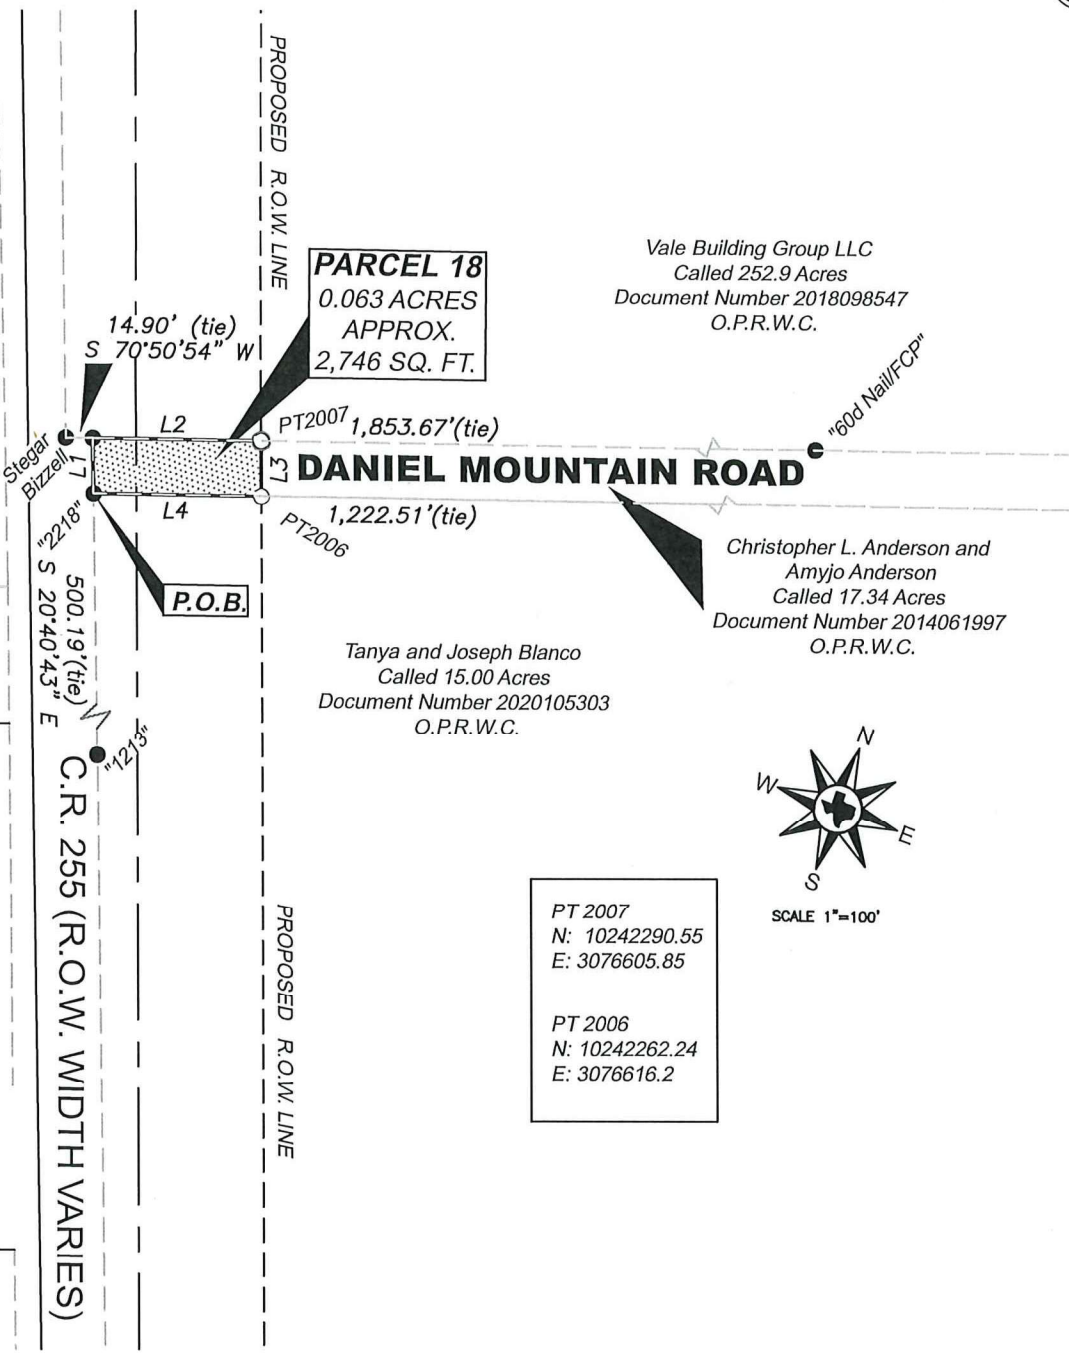 PROPOSED R.O.W. LINE
PARCEL 18
0.063 ACRES
APPROX.
2,746 SQ. FT.
Vale Building Group LLC
Called 252.9 Acres
Document Number 2018098547
O.P.R.W.C.
14.90' (tie)
S 70°50'54" W
"60d Nail/FCP"
Stegar
Bizzell
L1
L2
PT2007
1,853.67'(tie)
L3
DANIEL MOUNTAIN ROAD
L4
PT2006
1,222.51'(tie)
"2218"
P.O.B.
500.19'(tie)
S 20°40'43" E
"1213"
Christopher L. Anderson and
Amyjo Anderson
Called 17.34 Acres
Document Number 2014061997
O.P.R.W.C.
Tanya and Joseph Blanco
Called 15.00 Acres
Document Number 2020105303
O.P.R.W.C.
C.R. 255 (R.O.W. WIDTH VARIES)
N
W
E
S
SCALE 1"=100'
PT 2007
N: 10242290.55
E: 3076605.85
PT 2006
N: 10242262.24
E: 3076616.2
PROPOSED R.O.W. LINE